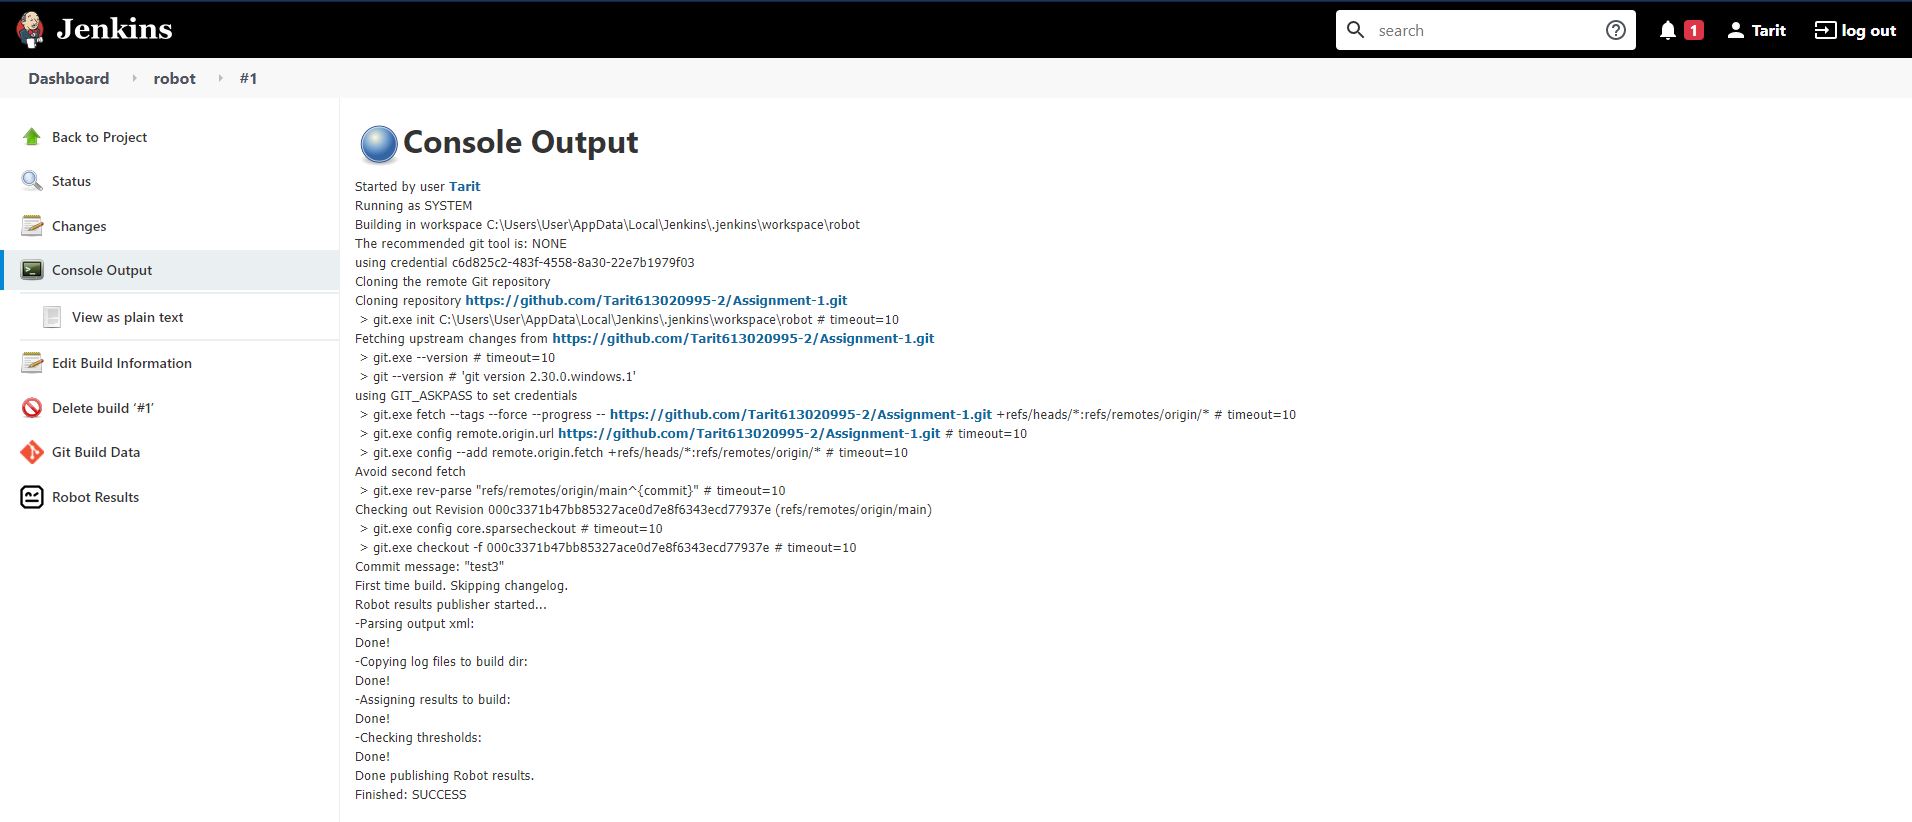 Jenkins
search
1
Tarit
log out
Dashboard
robot
#1
Back to Project
Status
Changes
Console Output
View as plain text
Edit Build Information
Delete build ‘#1’
Git Build Data
Robot Results
Console Output
Started by user Tarit
Running as SYSTEM
Building in workspace C:\Users\User\AppData\Local\Jenkins\.jenkins\workspace\robot
The recommended git tool is: NONE
using credential c6d825c2-483f-4558-8a30-22e7b1979f03
Cloning the remote Git repository
Cloning repository https://github.com/Tarit613020995-2/Assignment-1.git
> git.exe init C:\Users\User\AppData\Local\Jenkins\.jenkins\workspace\robot # timeout=10
Fetching upstream changes from https://github.com/Tarit613020995-2/Assignment-1.git
> git.exe --version # timeout=10
> git --version # 'git version 2.30.0.windows.1'
using GIT_ASKPASS to set credentials
> git.exe fetch --tags --force --progress -- https://github.com/Tarit613020995-2/Assignment-1.git +refs/heads/*:refs/remotes/origin/* # timeout=10
> git.exe config remote.origin.url https://github.com/Tarit613020995-2/Assignment-1.git # timeout=10
> git.exe config --add remote.origin.fetch +refs/heads/*:refs/remotes/origin/* # timeout=10
Avoid second fetch
> git.exe rev-parse "refs/remotes/origin/main^{commit}" # timeout=10
Checking out Revision 000c3371b47bb85327ace0d7e8f6343ecd77937e (refs/remotes/origin/main)
> git.exe config core.sparsecheckout # timeout=10
> git.exe checkout -f 000c3371b47bb85327ace0d7e8f6343ecd77937e # timeout=10
Commit message: "test3"
First time build. Skipping changelog.
Robot results publisher started...
-Parsing output xml:
Done!
-Copying log files to build dir:
Done!
-Assigning results to build:
Done!
-Checking thresholds:
Done!
Done publishing Robot results.
Finished: SUCCESS